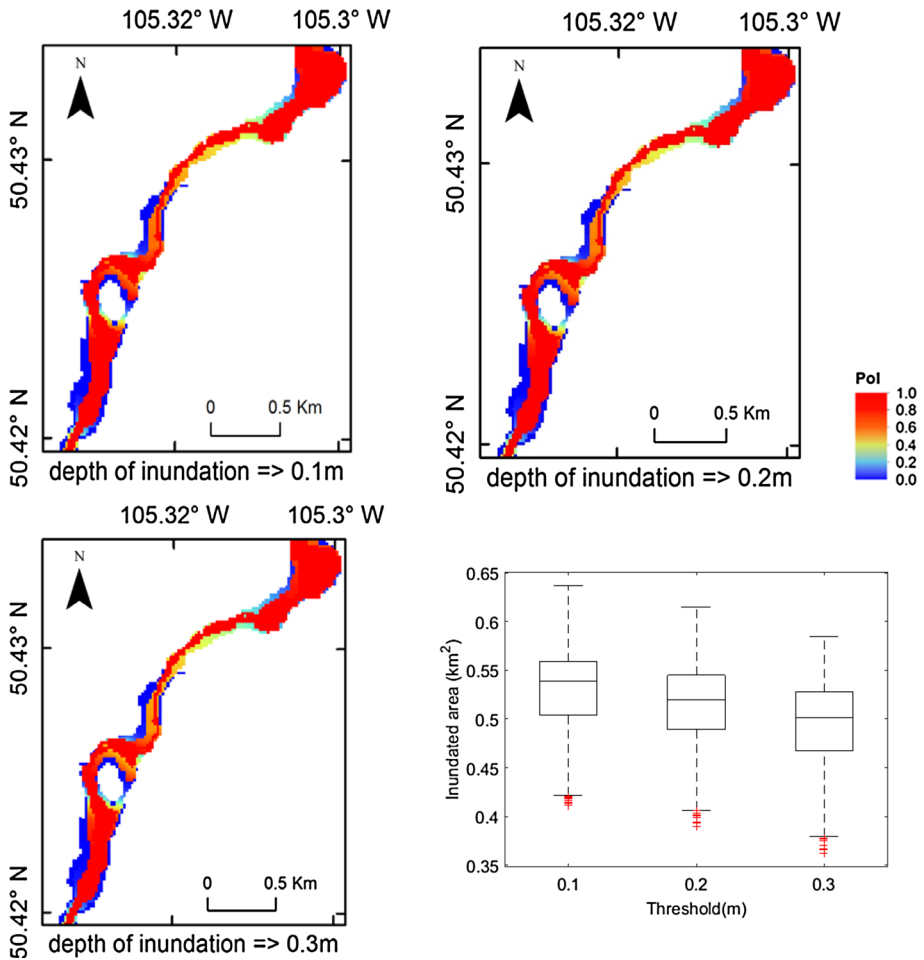 105.32° W 105.3° W
N
50.43° N
50.42° N
0 0.5 Km
depth of inundation => 0.1m
105.32° W 105.3° W
N
50.43° N
50.42° N
0 0.5 Km
depth of inundation => 0.2m
PoI
1.0
0.8
0.6
0.4
0.2
0.0
105.32° W 105.3° W
N
50.43° N
50.42° N
0 0.5 Km
depth of inundation => 0.3m
Inundated area (km²)
0.65
0.6
0.55
0.5
0.45
0.4
0.35
0.1 0.2 0.3
Threshold(m)